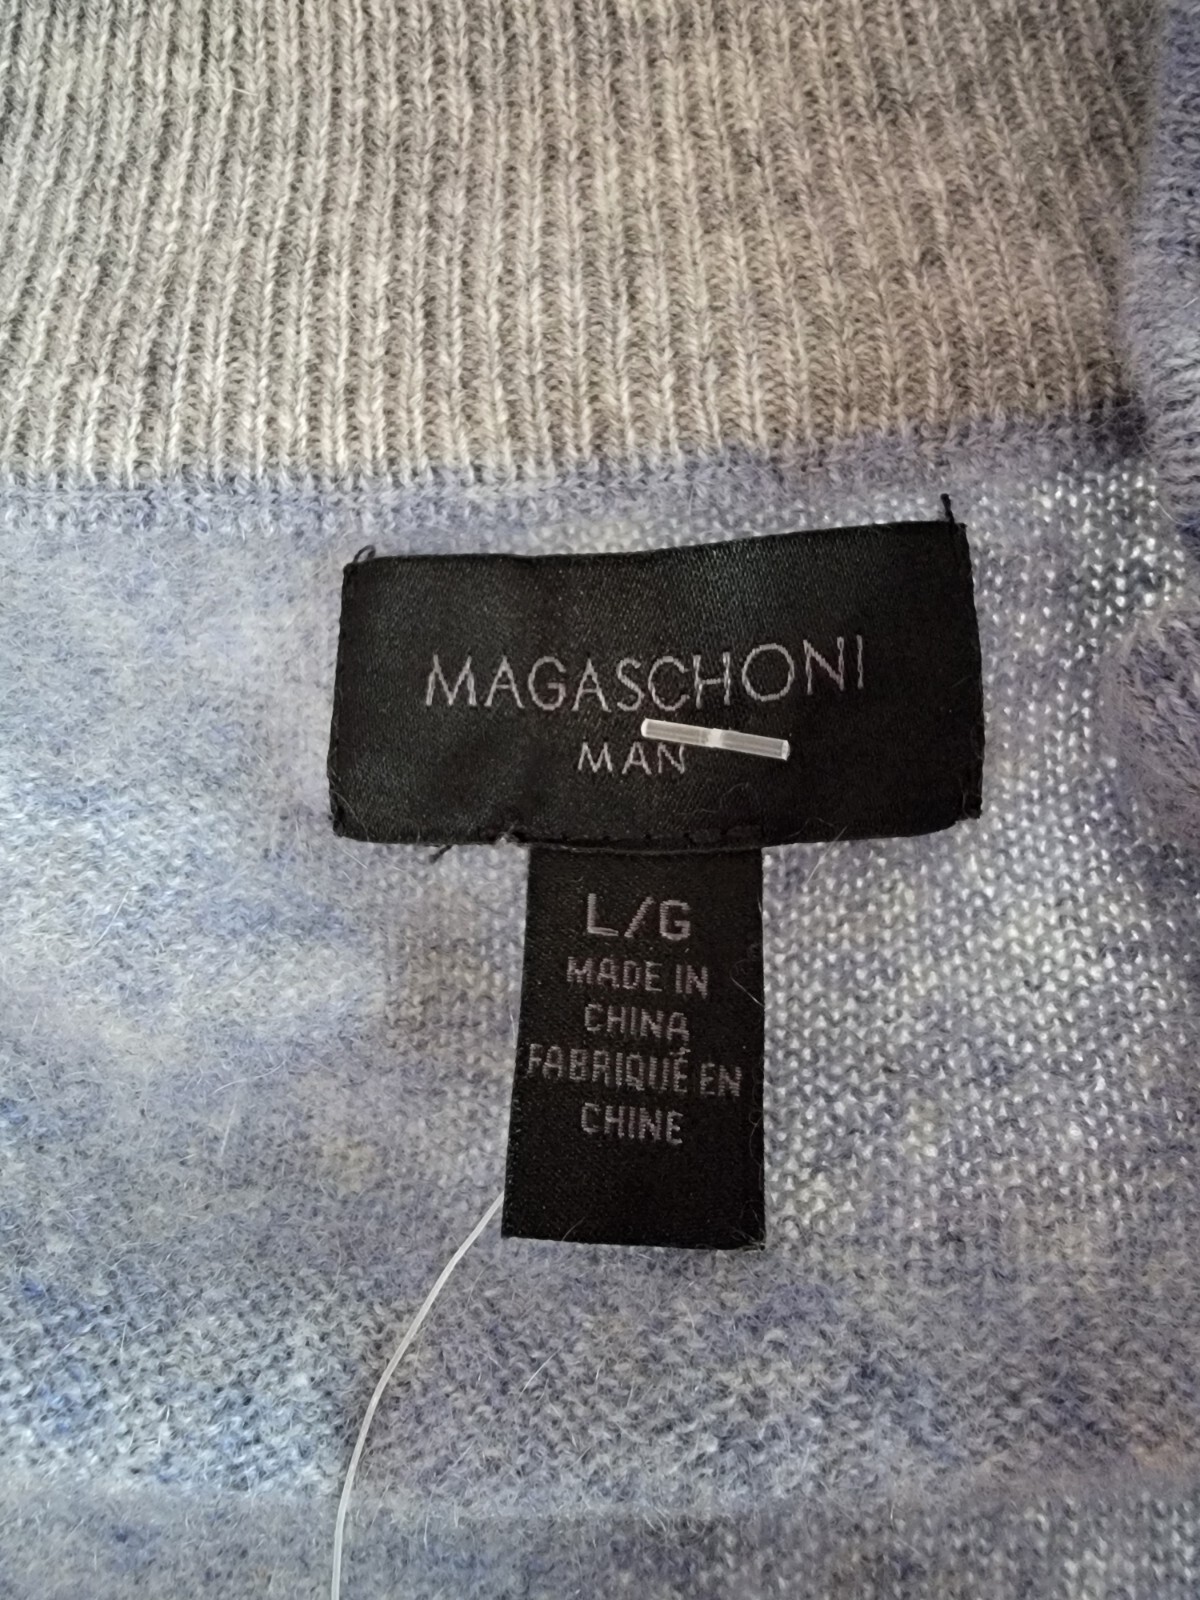 MAGASCHONI
MAN
L/G
MADE IN
CHINA
FABRIQUÉ EN
CHINE